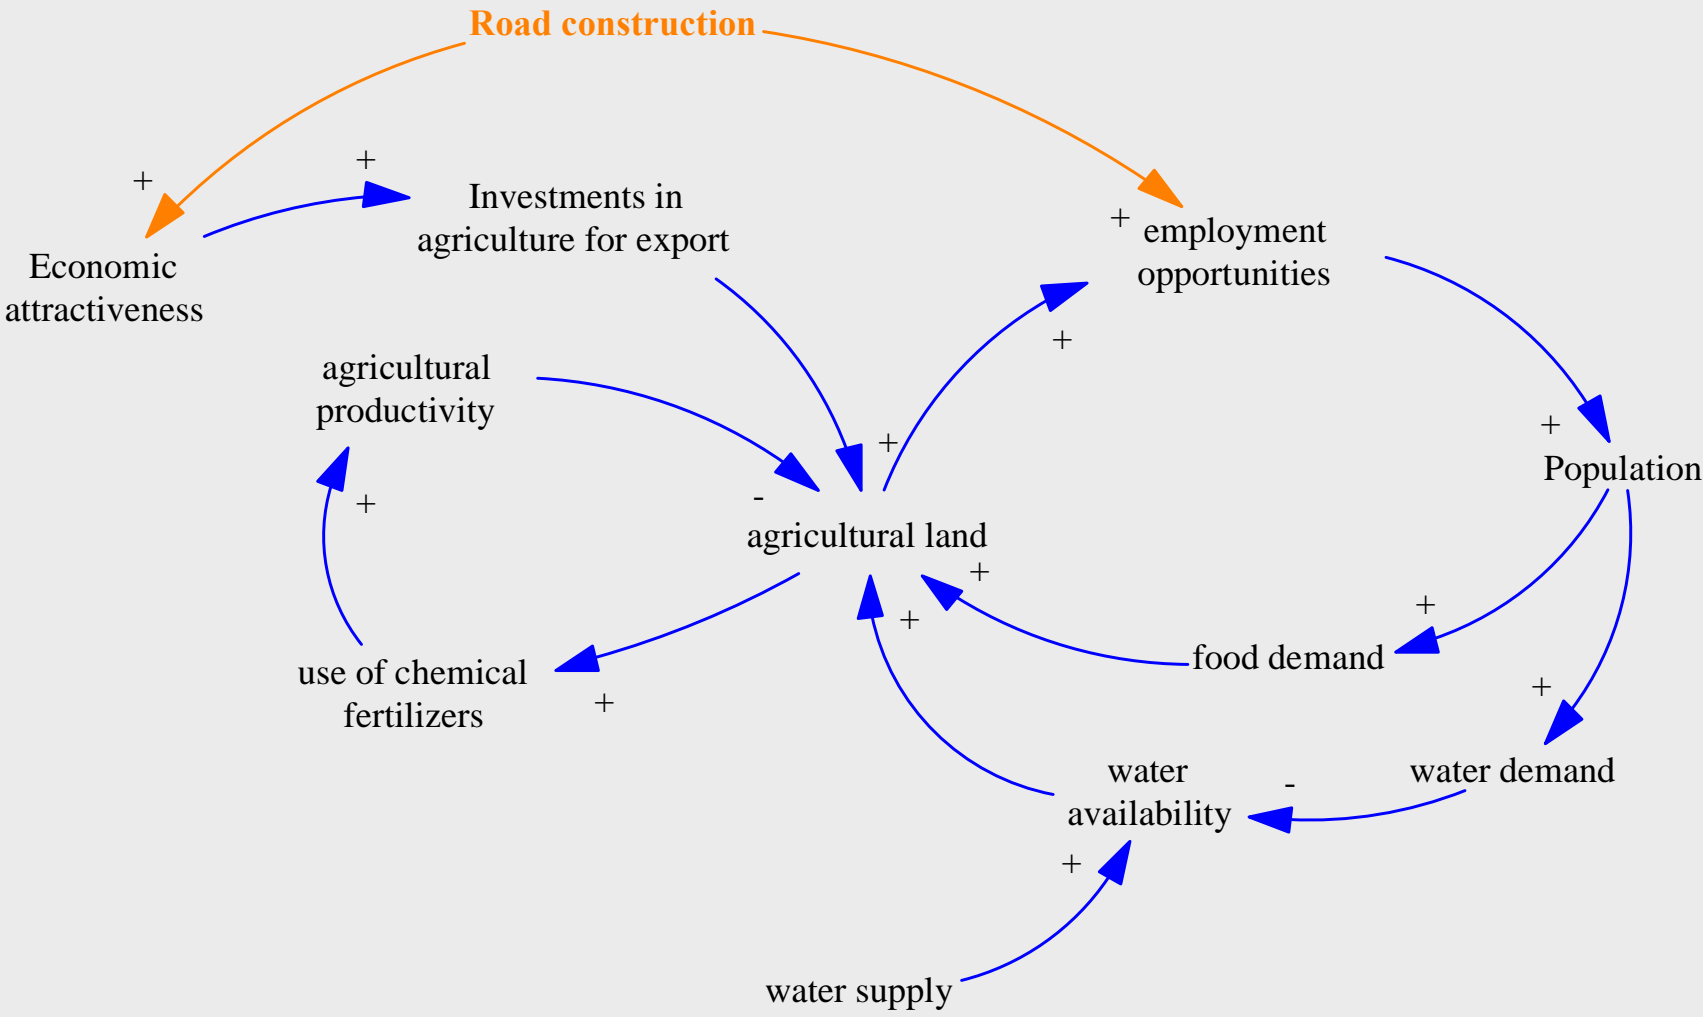 Road construction
+
+
Investments in
agriculture for export
+
employment
opportunities
Economic
attractiveness
+
agricultural
productivity
+
+
-
Population
+
agricultural land
+
+
+
use of chemical
fertilizers
+
food demand
+
water
availability
-
water demand
+
water supply